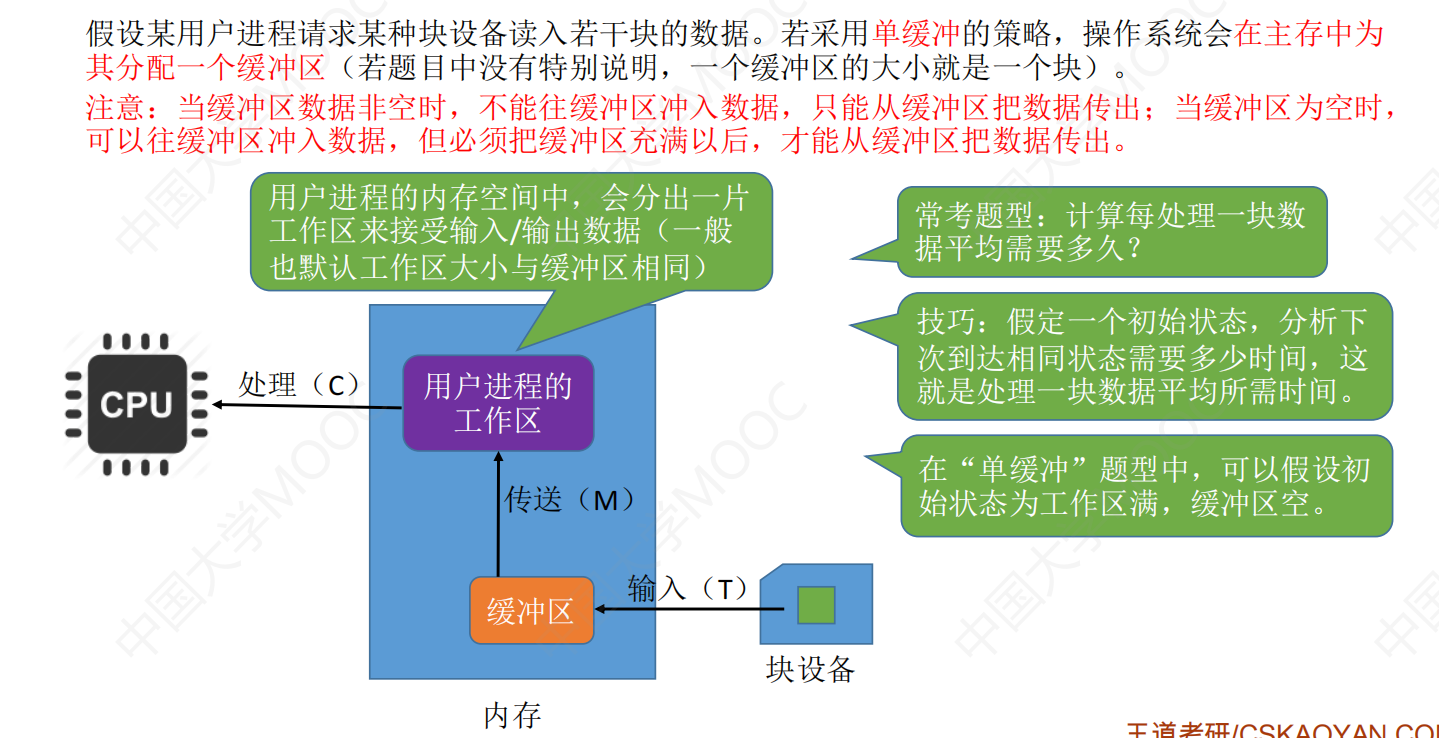 假设某用户进程请求某种块设备读入若干块的数据。若采用单缓冲的策略，操作系统会在主存中为
其分配一个缓冲区（若题目中没有特别说明，一个缓冲区的大小就是一个块）。
注意：当缓冲区数据非空时，不能往缓冲区冲入数据，只能从缓冲区把数据传出；当缓冲区为空时，
可以往缓冲区冲入数据，但必须把缓冲区充满以后，才能从缓冲区把数据传出。
用户进程的内存空间中，会分出一片
工作区来接受输入/输出数据（一般
也默认工作区大小与缓冲区相同）
常考题型：计算每处理一块数
据平均需要多久？
技巧：假定一个初始状态，分析下
次到达相同状态需要多少时间，这
就是处理一块数据平均所需时间。
在“单缓冲”题型中，可以假设初
始状态为工作区满，缓冲区空。
CPU
处理（C）
用户进程的
工作区
传送（M）
缓冲区
输入（T）
块设备
内存
王道考研/CSKAOYAN.CO
中国大学MOOC
中国大学MOOC
中国大学MOOC